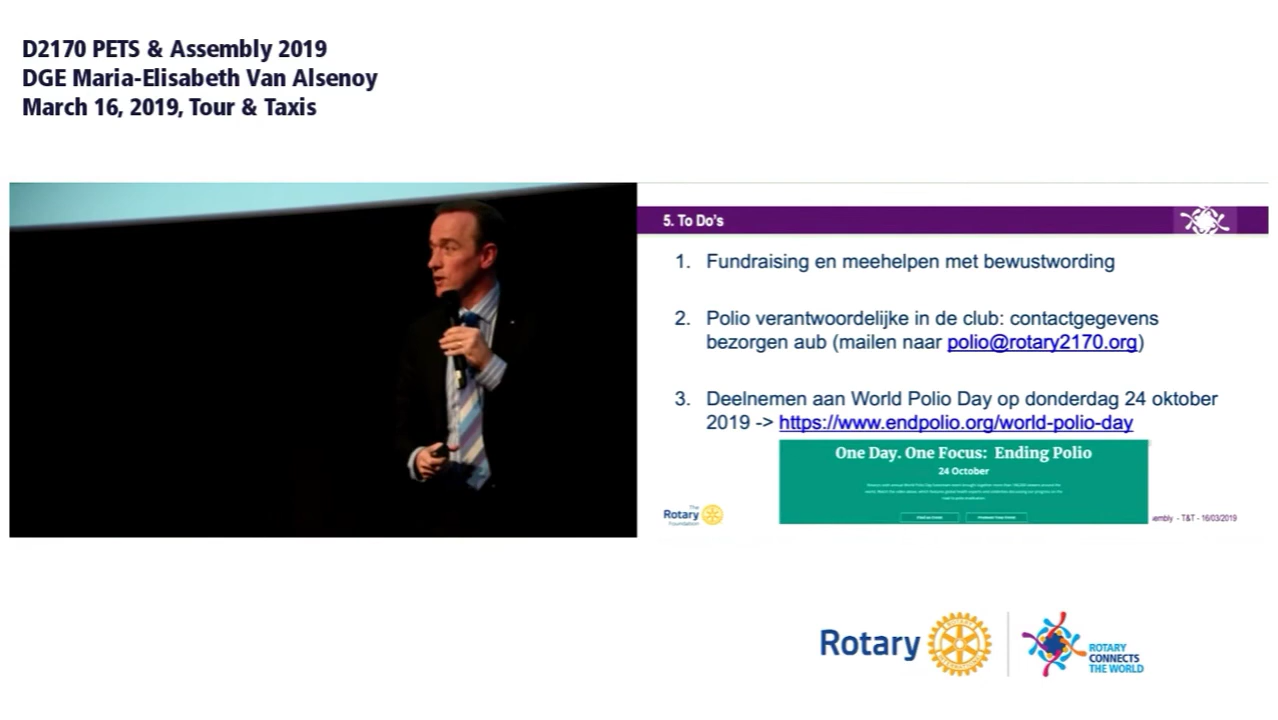 D2170 PETS & Assembly 2019
DGE Maria-Elisabeth Van Alsenoy
March 16, 2019, Tour & Taxis
5. To Do's
1. Fundraising en meehelpen met bewustwording
2. Polio verantwoordelijke in de club: contactgegevens
bezorgen aub (mailen naar polio@rotary2170.org)
3. Deelnemen aan World Polio Day op donderdag 24 oktober
2019 -> https://www.endpolio.org/world-polio-day
One Day. One Focus: Ending Polio
24 October
The
Rotary
Foundation
embly - T&T - 16/03/2019
Rotary
ROTARY
CONNECTS
THE WORLD